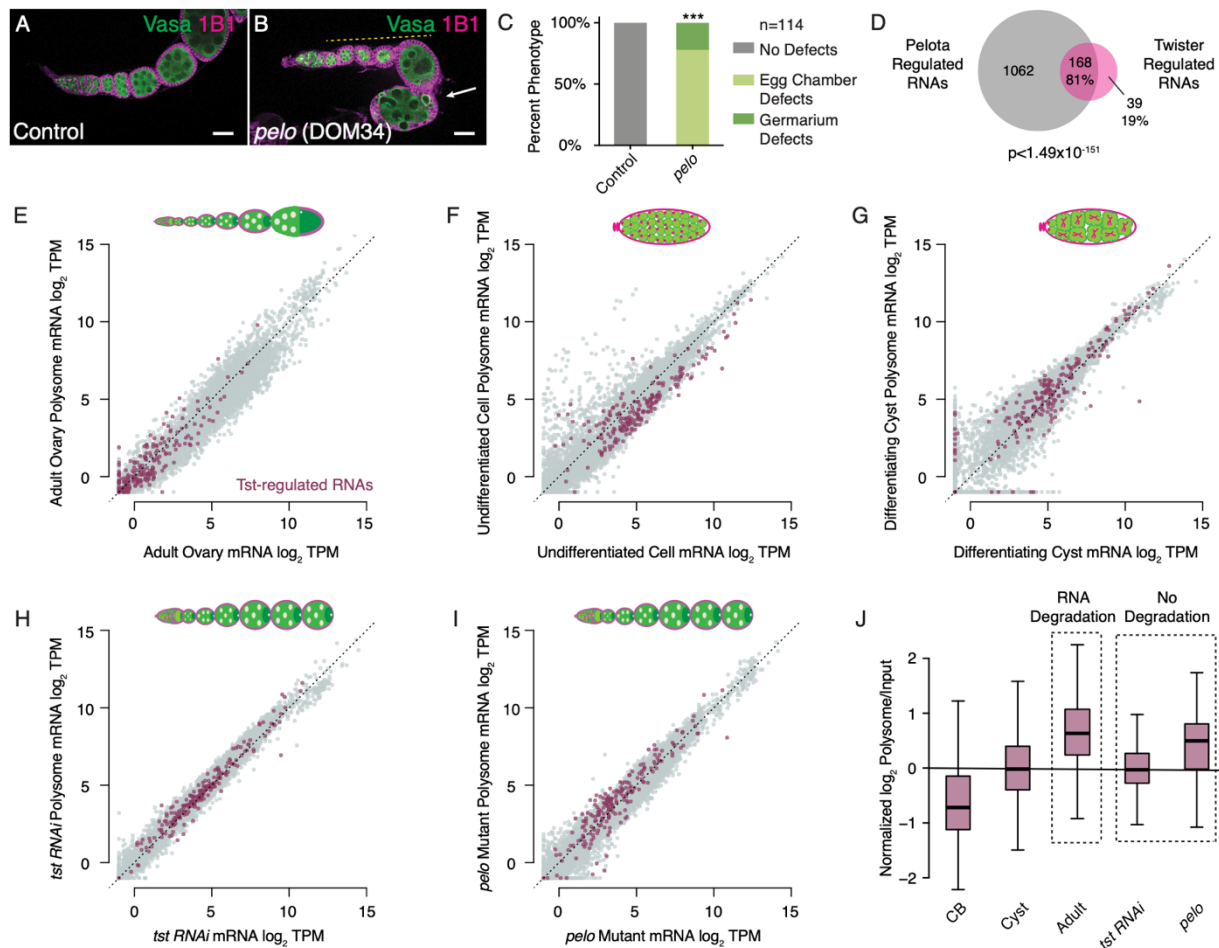 A
Vasa 1B1
Control
B
Vasa 1B1
pelo (DOM34)
C
Percent Phenotype
100%
50%
0%
***
Control
pelo
n=114
No Defects
Egg Chamber
Defects
Germarium
Defects
D
Pelota
Regulated
RNAs
1062
168
81%
Twister
Regulated
RNAs
39
19%
p<1.49x10-151
E
Adult Ovary Polysome mRNA log2 TPM
15
10
5
0
Tst-regulated RNAs
0 5 10 15
Adult Ovary mRNA log2 TPM
F
Undifferentiated Cell Polysome mRNA log2 TPM
15
10
5
0
0 5 10 15
Undifferentiated Cell mRNA log2 TPM
G
Differentiating Cyst Polysome mRNA log2 TPM
15
10
5
0
0 5 10 15
Differentiating Cyst mRNA log2 TPM
H
tst RNAi Polysome mRNA log2 TPM
15
10
5
0
0 5 10 15
tst RNAi mRNA log2 TPM
I
pelo Mutant Polysome mRNA log2 TPM
15
10
5
0
0 5 10 15
pelo Mutant mRNA log2 TPM
J
RNA
Degradation
No
Degradation
Normalized log2 Polysome/Input
2
1
0
-1
-2
CB
Cyst
Adult
tst RNAi
pelo